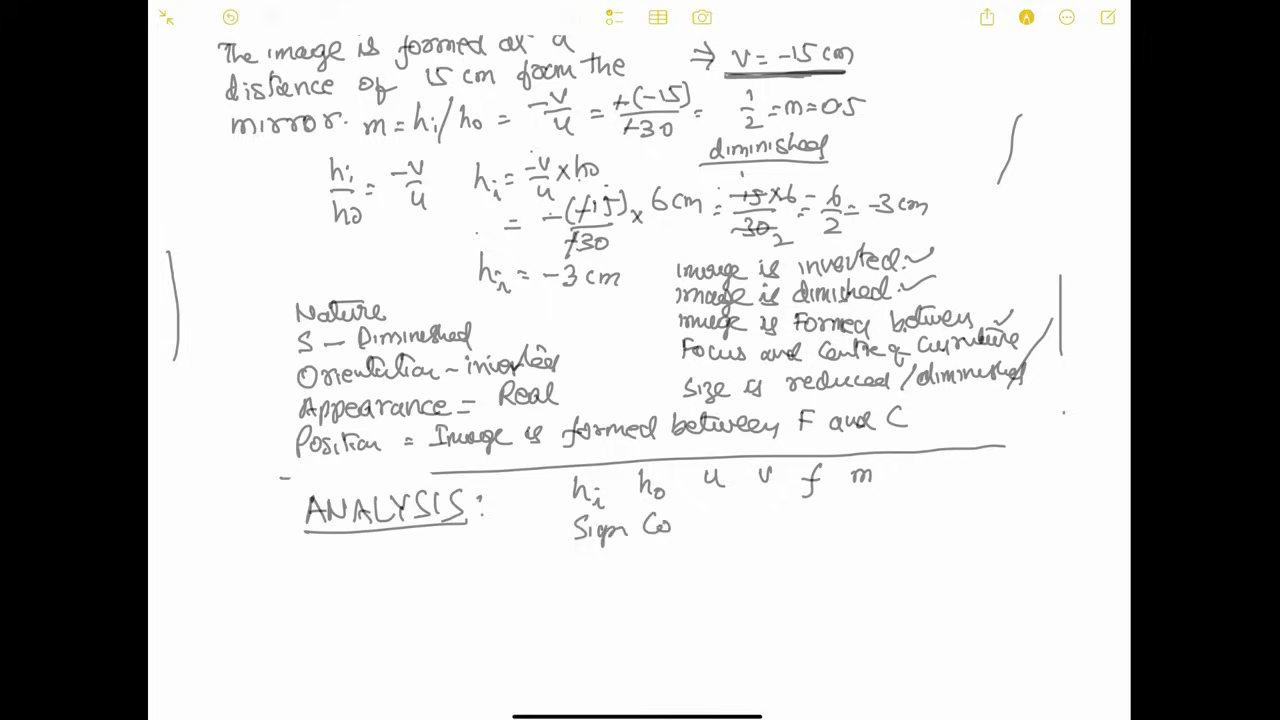 The image is formed at a
distance of 15 cm from the
mirror.
⇒ v = -15 cm
m = hi/ho = -v/u = +(-15)/+30 = 1/2 = m = 0.5
diminished
hi/ho = -v/u
hi = -v/u × ho
= -(+15)/+30 × 6 cm = -15×6/30 2 = -6/2 = -3 cm
hi = -3 cm
image is inverted. ✓
image is diminished. ✓
image is Formed between ✓
Focus and Centre of Curvature
Size is reduced / diminished
Nature
S - Diminished
Orientation - inverted
Appearance = Real
Position = Image is formed between F and C
ANALYSIS:
hi ho u v f m
Sign Co